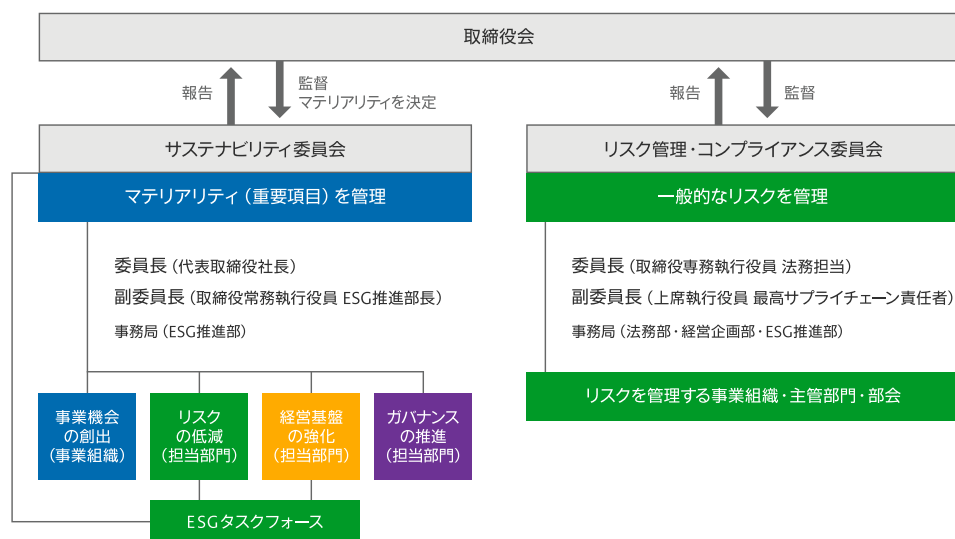 取締役会
報告
監督
マテリアリティを決定
報告
監督
サステナビリティ委員会
リスク管理・コンプライアンス委員会
マテリアリティ（重要項目）を管理
一般的なリスクを管理
委員長（代表取締役社長）
副委員長（取締役常務執行役員 ESG推進部長）
事務局（ESG推進部）
委員長（取締役専務執行役員 法務担当）
副委員長（上席執行役員 最高サプライチェーン責任者）
事務局（法務部・経営企画部・ESG推進部）
事業機会
の創出
（事業組織）
リスク
の低減
（担当部門）
経営基盤
の強化
（担当部門）
ガバナンス
の推進
（担当部門）
リスクを管理する事業組織・主管部門・部会
ESGタスクフォース